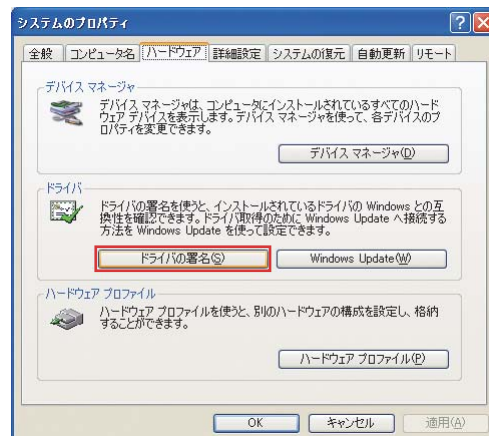 システムのプロパティ
全般 コンピュータ名 ハードウェア 詳細設定 システムの復元 自動更新 リモート
デバイス マネージャ
デバイス マネージャは、コンピュータにインストールされているすべてのハード
ウェア デバイスを表示します。デバイス マネージャを使って、各デバイスのプ
ロパティを変更できます。
デバイス マネージャ(D)
ドライバ
ドライバの署名を使うと、インストールされているドライバの Windows との互
換性を確認できます。ドライバ取得のために Windows Update へ接続する
方法を Windows Update を使って設定できます。
ドライバの署名(S) Windows Update(W)
ハードウェア プロファイル
ハードウェア プロファイルを使うと、別のハードウェアの構成を設定し、格納
することができます。
ハードウェア プロファイル(P)
OK キャンセル 適用(A)